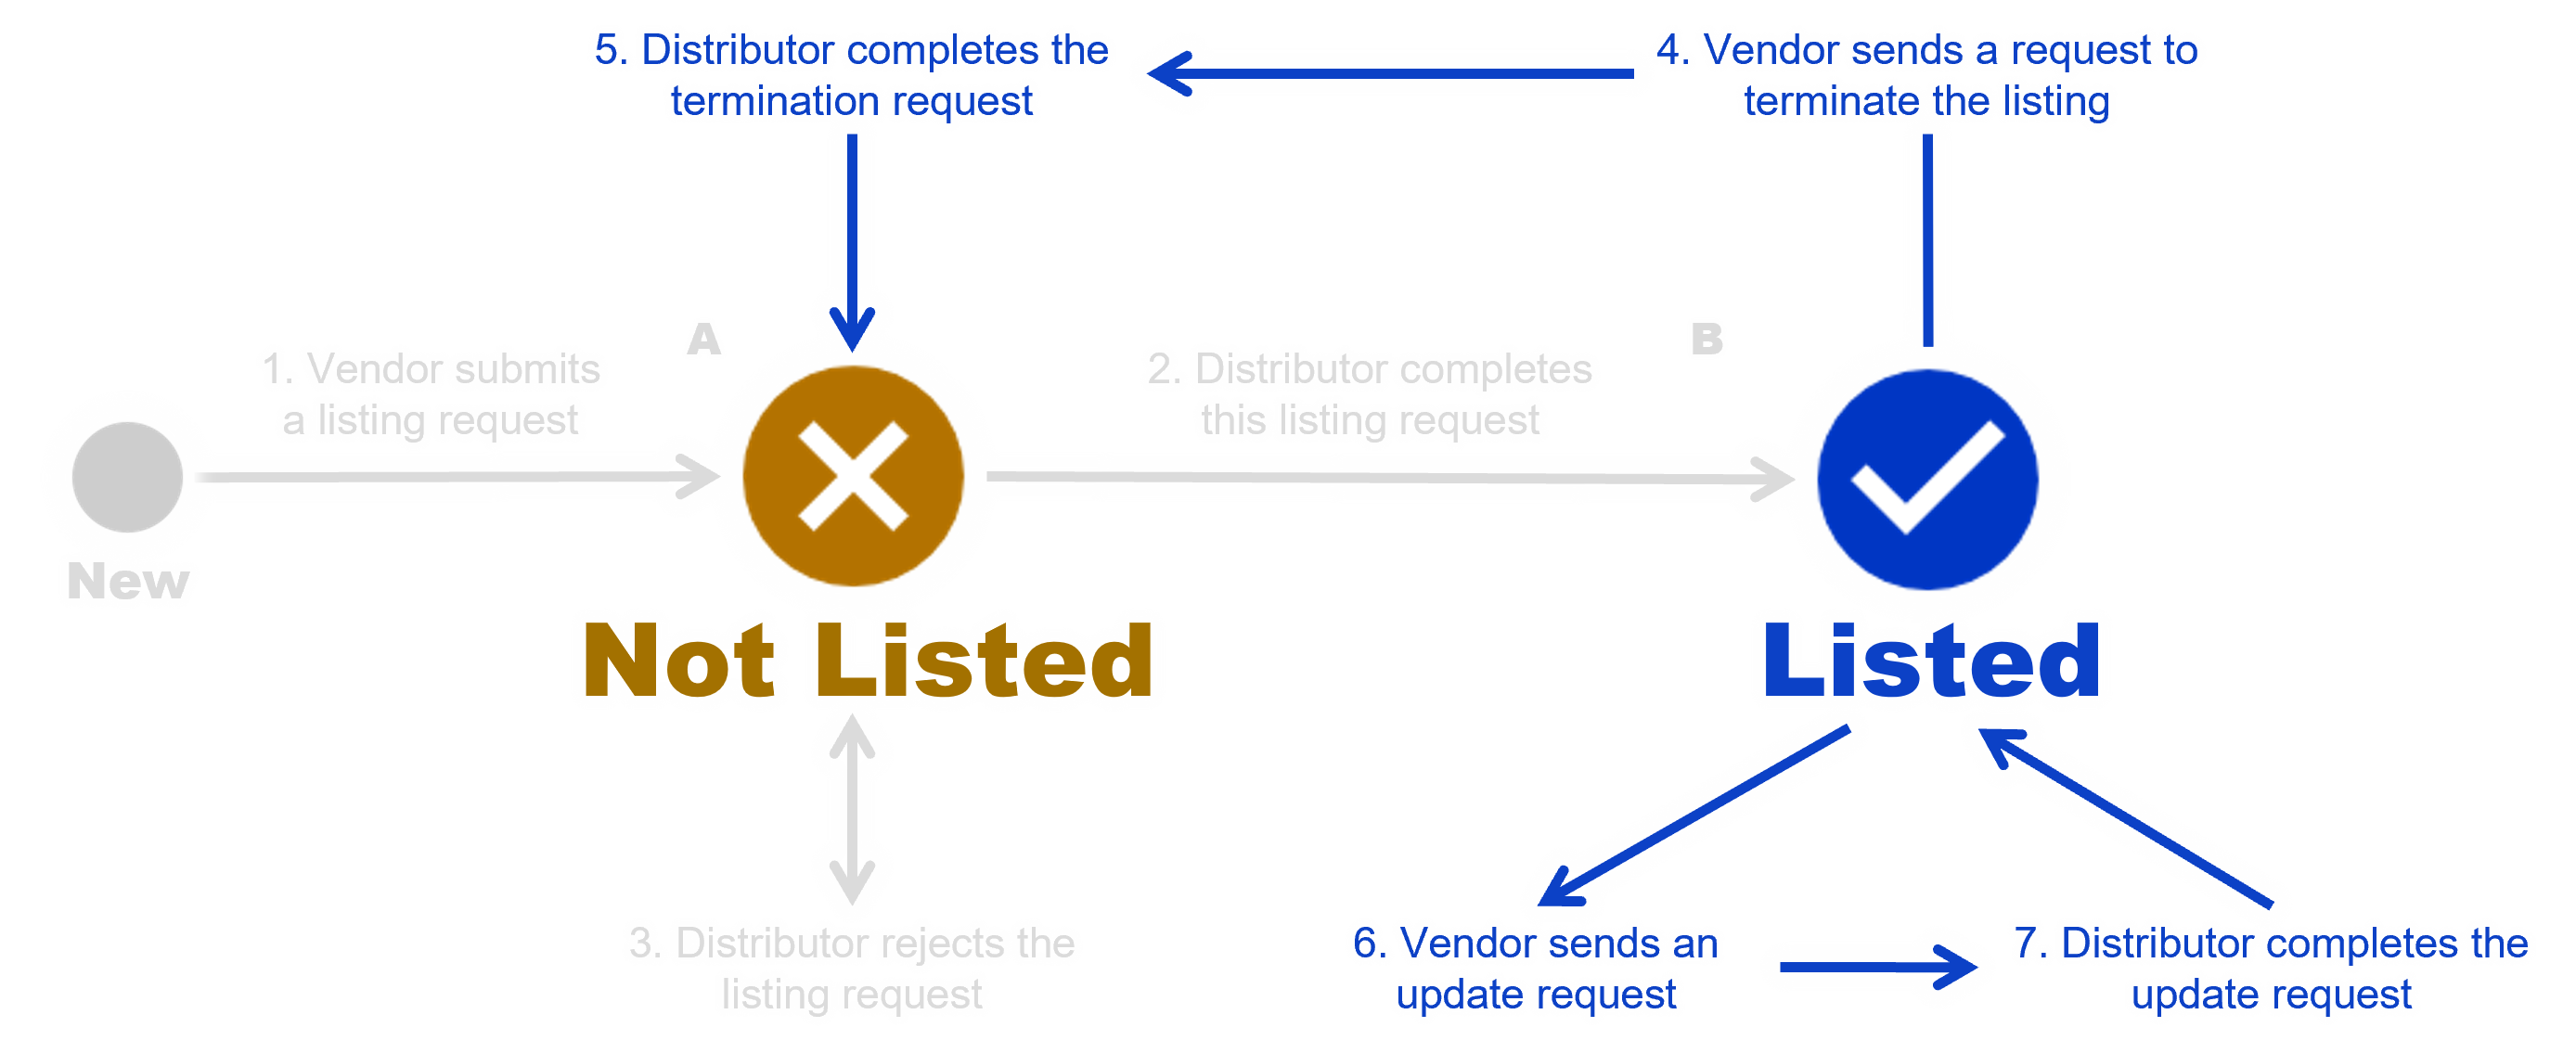 5. Distributor completes the
termination request
4. Vendor sends a request to
terminate the listing
A
B
1. Vendor submits
a listing request
2. Distributor completes
this listing request
New
Not Listed
Listed
3. Distributor rejects the
listing request
6. Vendor sends an
update request
7. Distributor completes the
update request